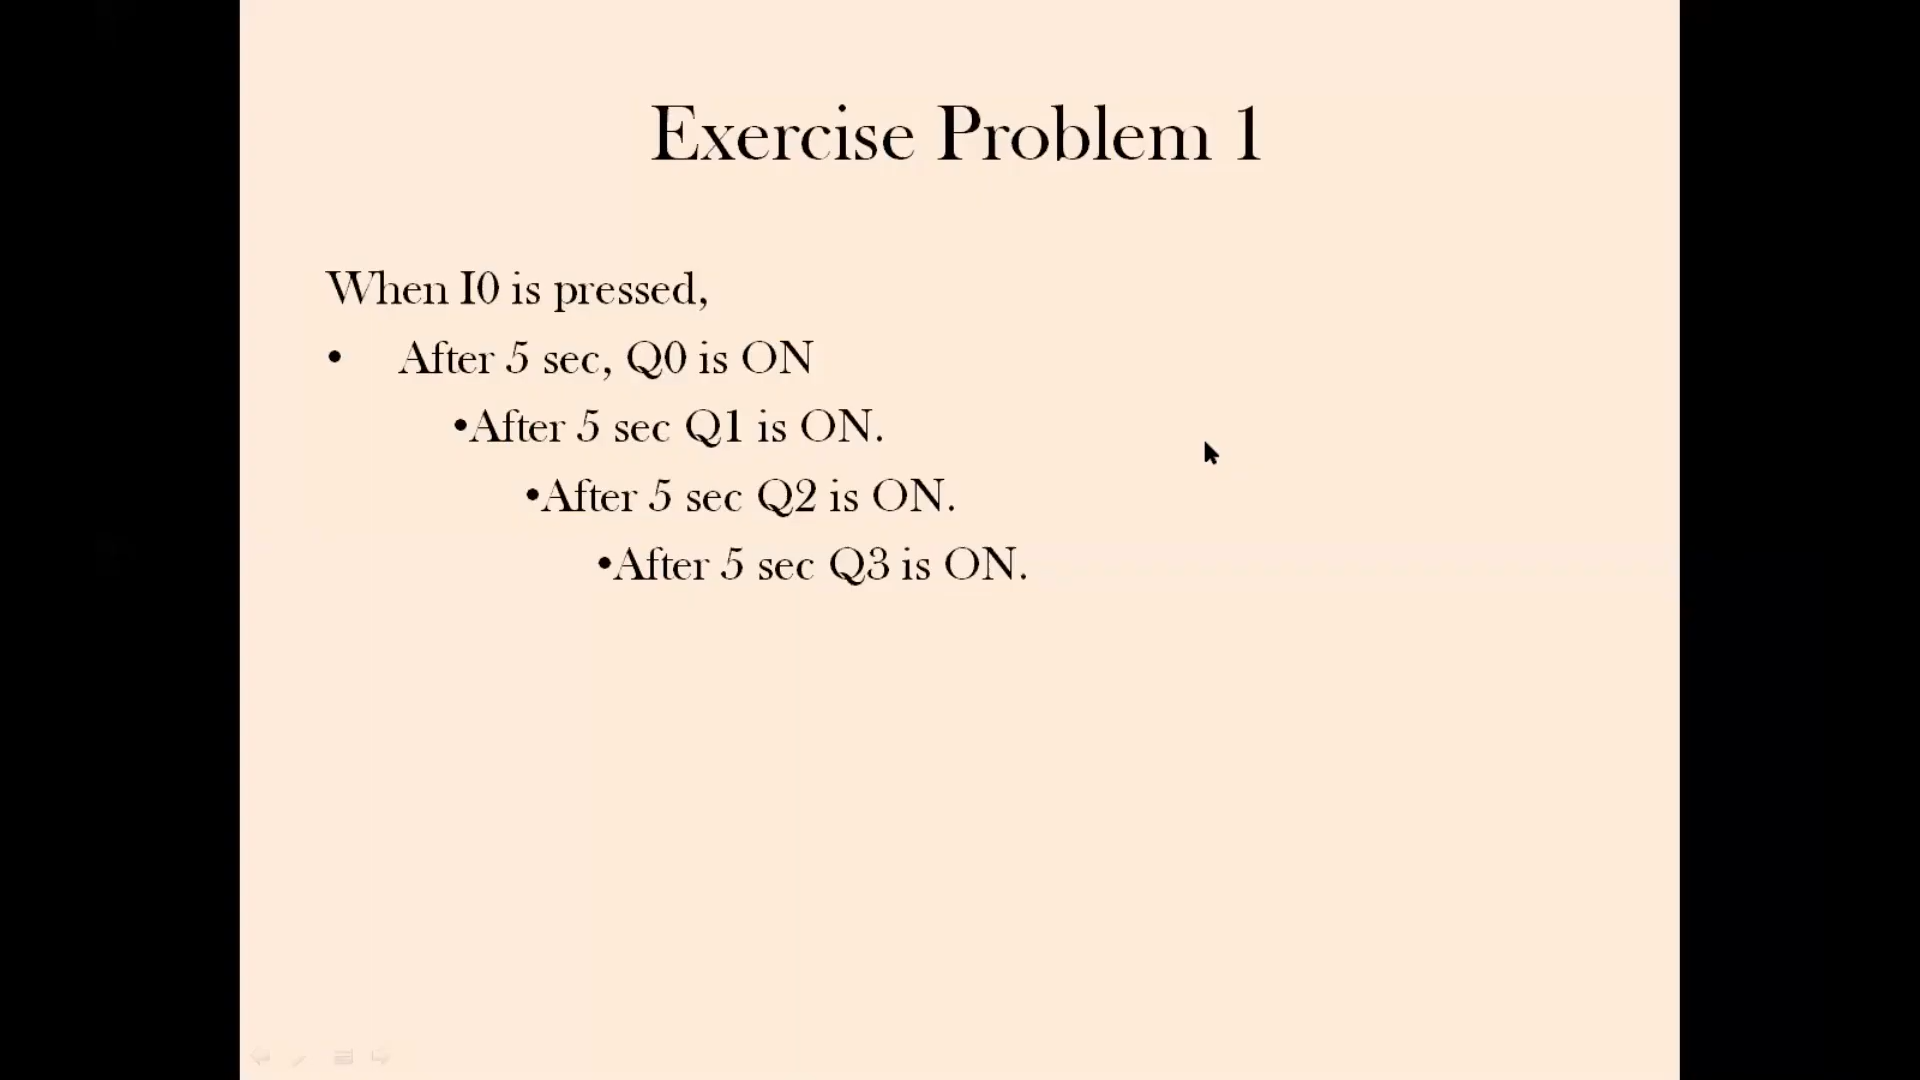 Exercise Problem 1
When I0 is pressed,
• After 5 sec, Q0 is ON
•After 5 sec Q1 is ON.
•After 5 sec Q2 is ON.
•After 5 sec Q3 is ON.